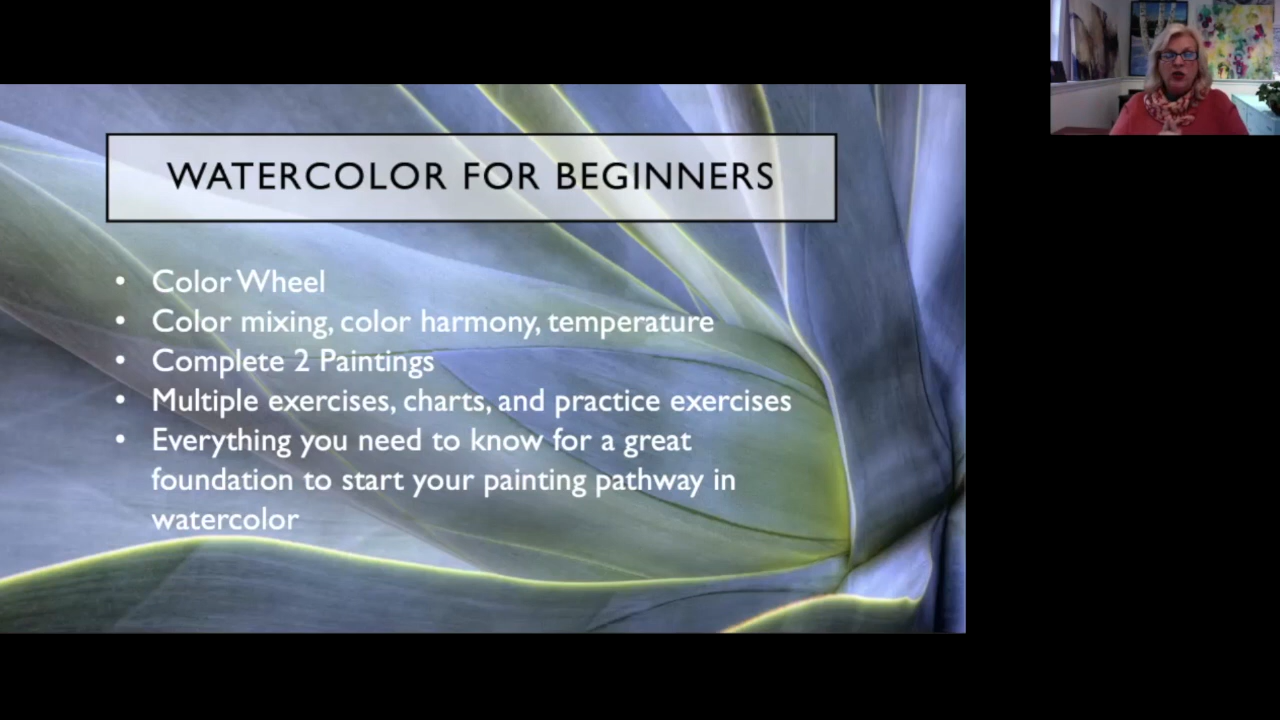 WATERCOLOR FOR BEGINNERS
• Color Wheel
• Color mixing, color harmony, temperature
• Complete 2 Paintings
• Multiple exercises, charts, and practice exercises
• Everything you need to know for a great
foundation to start your painting pathway in
watercolor